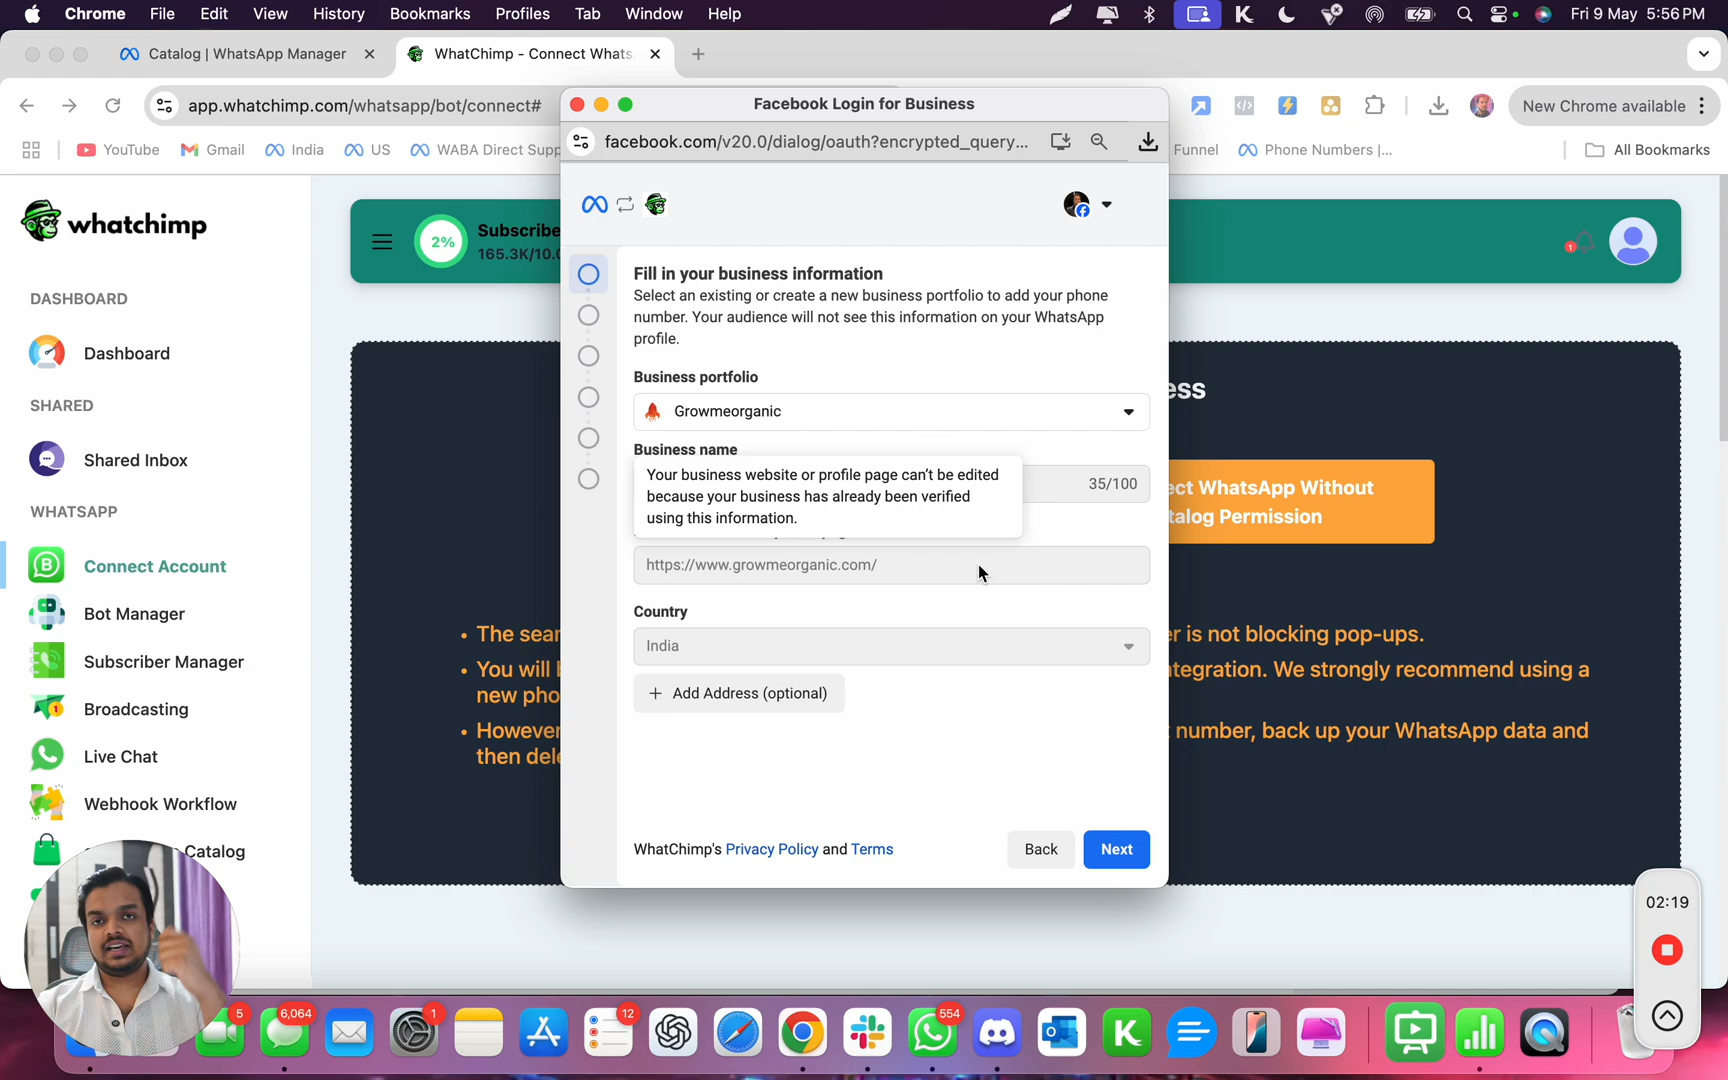 Chrome File Edit View History Bookmarks Profiles Tab Window Help
Fri 9 May 5:56 PM
Catalog | WhatsApp Manager
WhatChimp - Connect Whats
app.whatchimp.com/whatsapp/bot/connect#
New Chrome available
YouTube Gmail India US WABA Direct Supp
Funnel Phone Numbers |... All Bookmarks
Facebook Login for Business
facebook.com/v20.0/dialog/oauth?encrypted_query...
whatchimp
DASHBOARD
Dashboard
SHARED
Shared Inbox
WHATSAPP
Connect Account
Bot Manager
Subscriber Manager
Broadcasting
1
Live Chat
Webhook Workflow
Catalog
2%
Subscribe
165.3K/10.0
1
Fill in your business information
Select an existing or create a new business portfolio to add your phone
number. Your audience will not see this information on your WhatsApp
profile.
Business portfolio
Growmeorganic
Business name
35/100
Your business website or profile page can't be edited
because your business has already been verified
using this information.
https://www.growmeorganic.com/
Country
India
+ Add Address (optional)
WhatChimp's Privacy Policy and Terms
Back
Next
ess
ect WhatsApp Without
talog Permission
• The sear
er is not blocking pop-ups.
• You will b
ntegration. We strongly recommend using a
new pho
• However
number, back up your WhatsApp data and
then dele
02:19
5
6,064
1
12
554
K